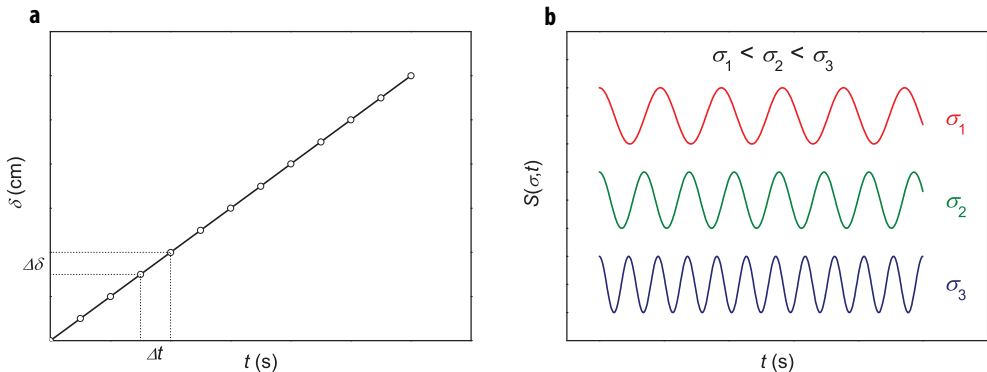 a
δ (cm)
Δδ
Δt
t (s)
b
σ₁ < σ₂ < σ₃
S(σ,t)
σ₁
σ₂
σ₃
t (s)